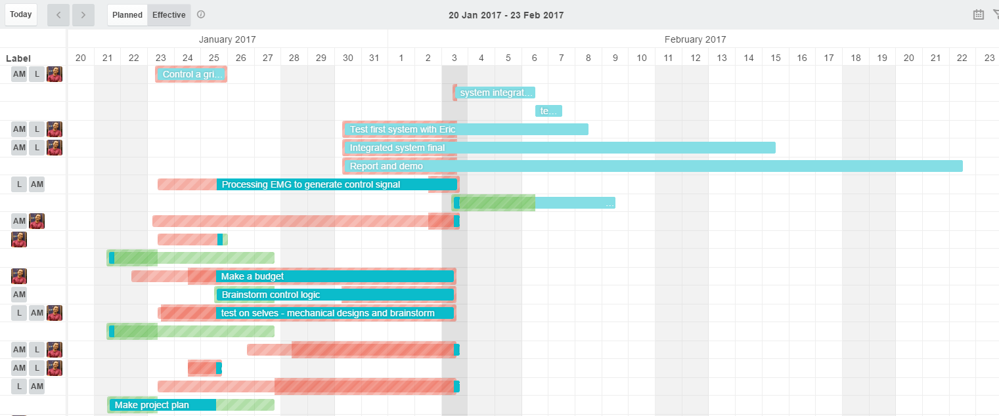 Today Planned Effective 20 Jan 2017 - 23 Feb 2017
January 2017 February 2017
Label 20 21 22 23 24 25 26 27 28 29 30 31 1 2 3 4 5 6 7 8 9 10 11 12 13 14 15 16 17 18 19 20 21 22 23
AM L Control a gri...
system integrat...
te...
AM L Test first system with Eric
AM L Integrated system final
Report and demo
L AM Processing EMG to generate control signal
...
AM
Make a budget
AM Brainstorm control logic
L AM test on selves - mechanical designs and brainstorm
AM L
AM L
L AM
Make project plan